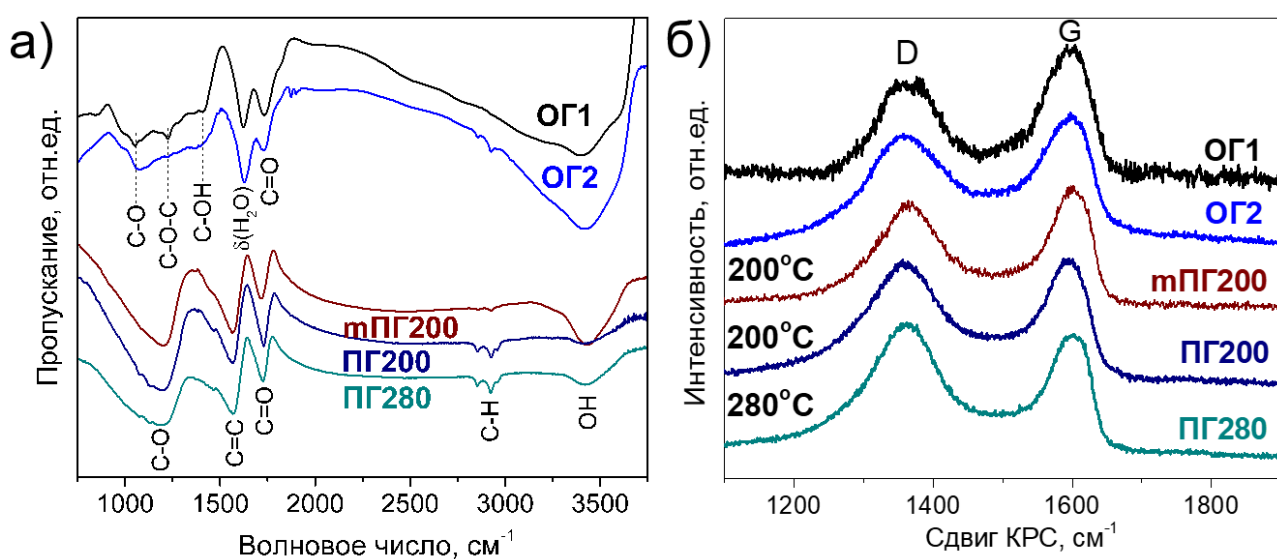 а)
Пропускание, отн.ед.
ОГ1
ОГ2
C-O
C-O-C
C-OH
δ(H₂O)
C=O
mПГ200
ПГ200
ПГ280
C-O
C=C
C=O
C-H
OH
1000 1500 2000 2500 3000 3500
Волновое число, см⁻¹
б)
Интенсивность, отн.ед.
D
G
ОГ1
ОГ2
200°C
mПГ200
200°C
ПГ200
280°C
ПГ280
1200 1400 1600 1800
Сдвиг КРС, см⁻¹